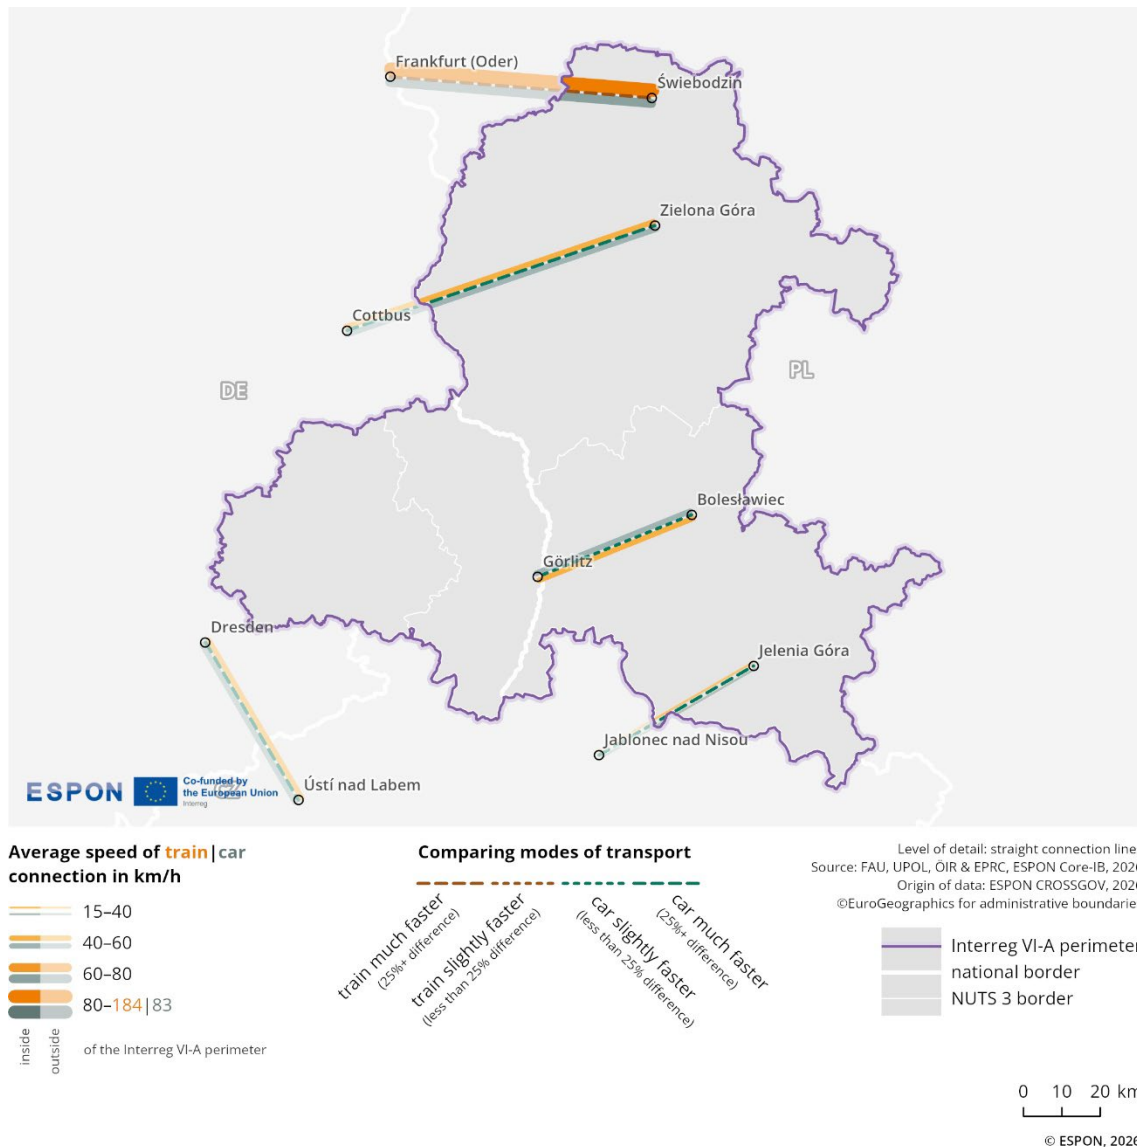 Frankfurt (Oder)
Świebodzin
Zielona Góra
Cottbus
DE
PL
Bolesławiec
Görlitz
Dresden
Jelenia Góra
Jablonec nad Nisou
Ústí nad Labem
CZ
ESPON
Co-funded by
the European Union
Interreg
Average speed of train|car
connection in km/h
15–40
40–60
60–80
80–184|83
inside
outside
of the Interreg VI-A perimeter
Comparing modes of transport
train much faster
(25%+ difference)
train slightly faster
(less than 25% difference)
car slightly faster
(less than 25% difference)
car much faster
(25%+ difference)
Level of detail: straight connection line
Source: FAU, UPOL, ÖIR & EPRC, ESPON Core-IB, 2026
Origin of data: ESPON CROSSGOV, 2026
©EuroGeographics for administrative boundarie
Interreg VI-A perimeter
national border
NUTS 3 border
0 10 20 km
© ESPON, 2026